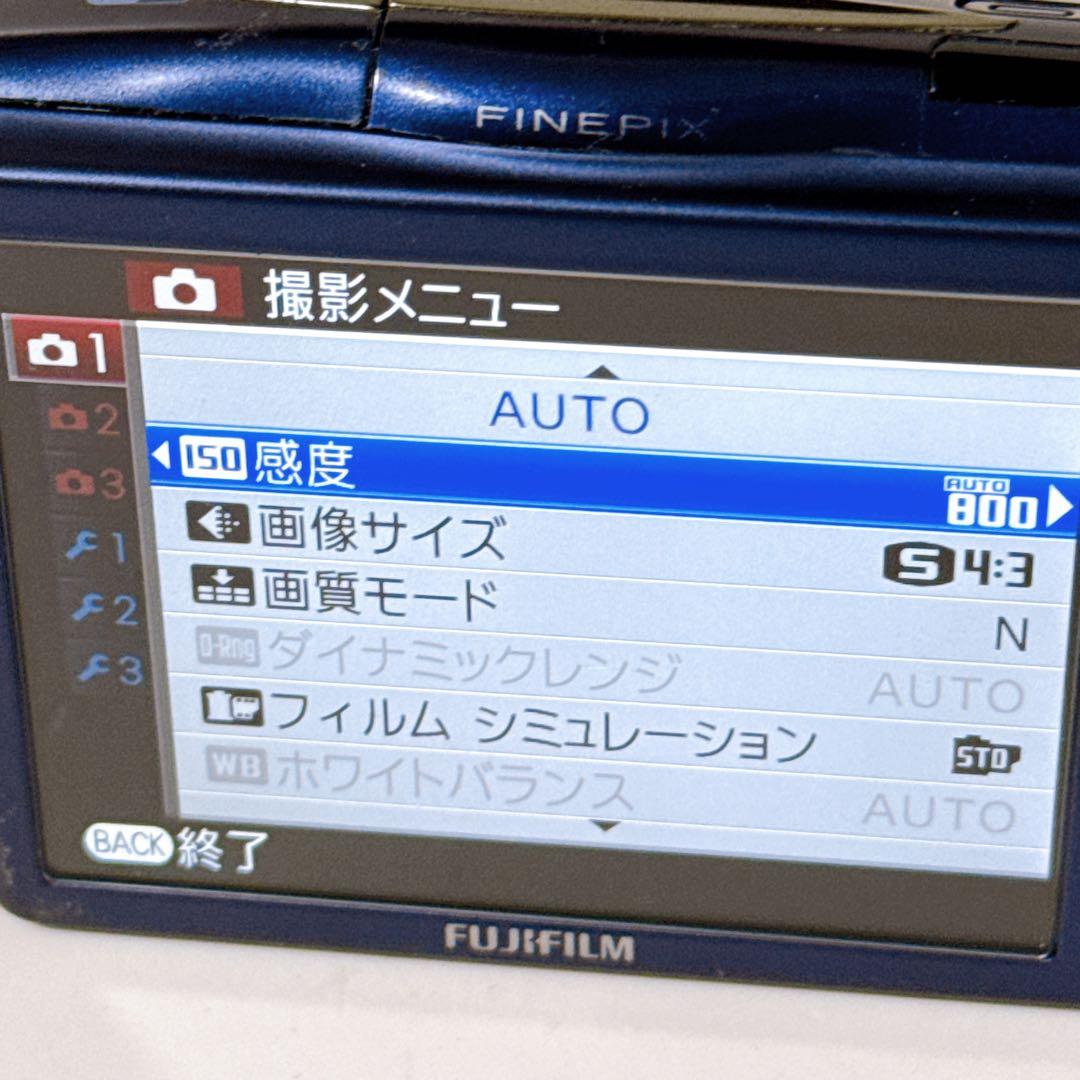 FINEPIX
撮影メニュー
1
AUTO
2
ISO 感度 AUTO 800
3
画像サイズ S 4:3
1
画質モード N
2
D-Rng ダイナミックレンジ AUTO
3
フィルム シミュレーション STD
WB ホワイトバランス AUTO
BACK 終了
FUJIFILM